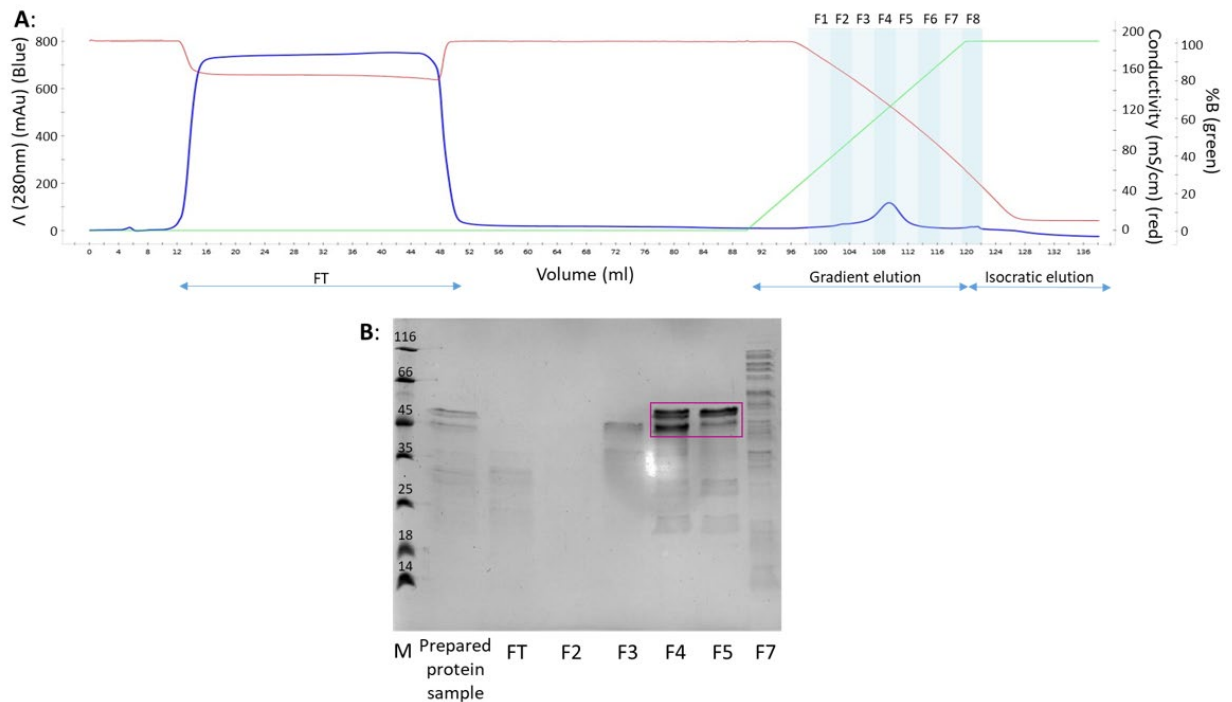 A:
F1 F2 F3 F4 F5 F6 F7 F8
Λ (280nm) (mAu) (Blue)
800
600
400
200
0
200
160
120
80
40
0
Conductivity (mS/cm) (red)
100
80
60
40
20
0
%B (green)
0 4 8 12 16 20 24 28 32 36 40 44 48 52 56 60 64 68 72 76 80 84 88 92 96 100 104 108 112 116 120 124 128 132 136
Volume (ml)
FT
Gradient elution
Isocratic elution
B:
116
66
45
35
25
18
14
M Prepared protein sample FT F2 F3 F4 F5 F7